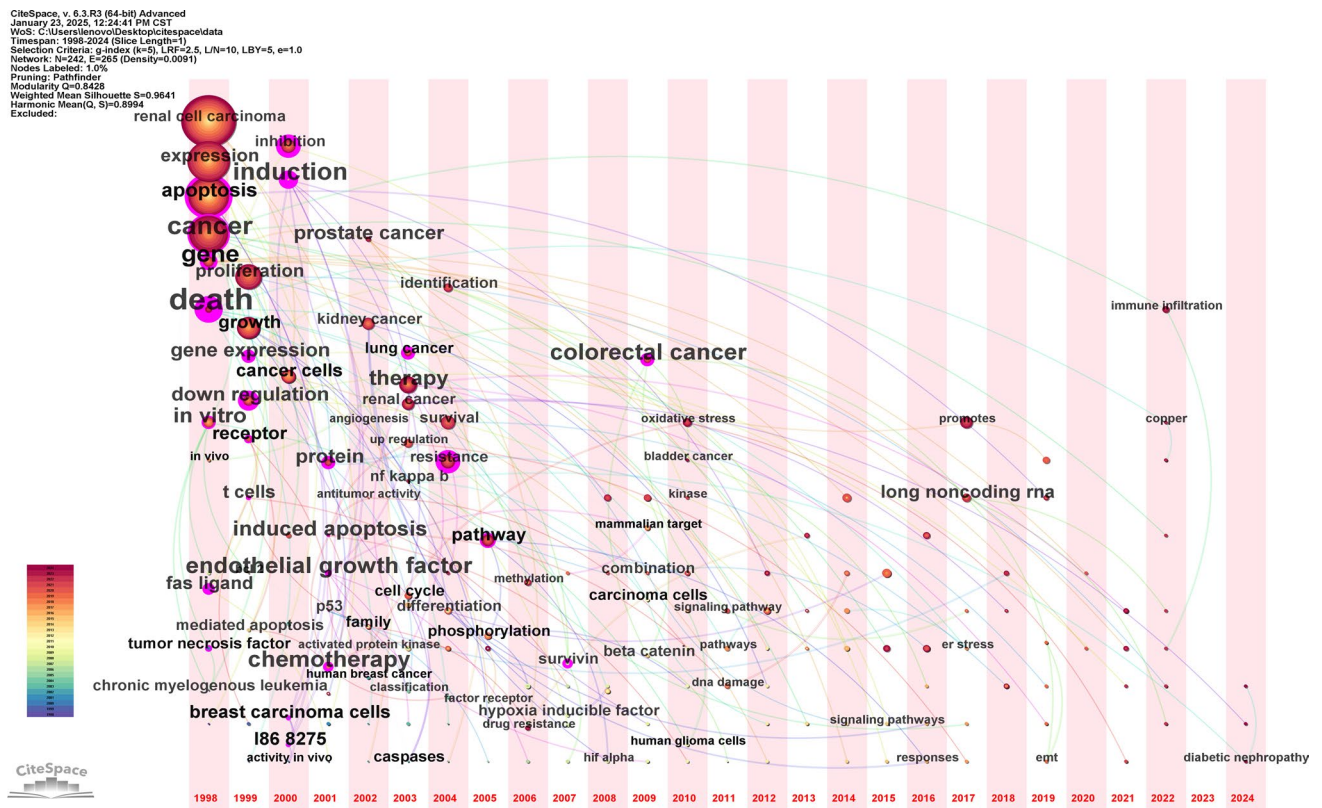 CiteSpace, v. 6.3.R3 (64-bit) Advanced
January 23, 2025, 12:24:41 PM CST
WoS: C:\Users\lenovo\Desktop\citespace\data
Timespan: 1998-2024 (Slice Length=1)
Selection Criteria: g-index (k=5), LRF=2.5, L/N=10, LBY=5, e=1.0
Network: N=242, E=265 (Density=0.0091)
Nodes Labeled: 1.0%
Pruning: Pathfinder
Modularity Q=0.8428
Weighted Mean Silhouette S=0.9641
Harmonic Mean(Q, S)=0.8994
Excluded:
renal cell carcinoma
inhibition
expression
induction
apoptosis
cancer
prostate cancer
gene
proliferation
identification
death
immune infiltration
growth
kidney cancer
gene expression
lung cancer
colorectal cancer
cancer cells
therapy
down regulation
renal cancer
in vitro
angiogenesis
survival
oxidative stress
promotes
copper
receptor
up regulation
in vivo
protein
resistance
bladder cancer
nf kappa b
t cells
antitumor activity
kinase
long noncoding rna
induced apoptosis
pathway
mammalian target
endothelial growth factor
combination
fas ligand
methylation
cell cycle
carcinoma cells
p53
differentiation
signaling pathway
mediated apoptosis
family
phosphorylation
tumor necrosis factor
activated protein kinase
beta catenin
pathways
er stress
chemotherapy
survivin
human breast cancer
chronic myelogenous leukemia
classification
dna damage
factor receptor
breast carcinoma cells
hypoxia inducible factor
drug resistance
signaling pathways
l86 8275
human glioma cells
activity in vivo
caspases
hif alpha
responses
emt
diabetic nephropathy
CiteSpace
1998 1999 2000 2001 2002 2003 2004 2005 2006 2007 2008 2009 2010 2011 2012 2013 2014 2015 2016 2017 2018 2019 2020 2021 2022 2023 2024